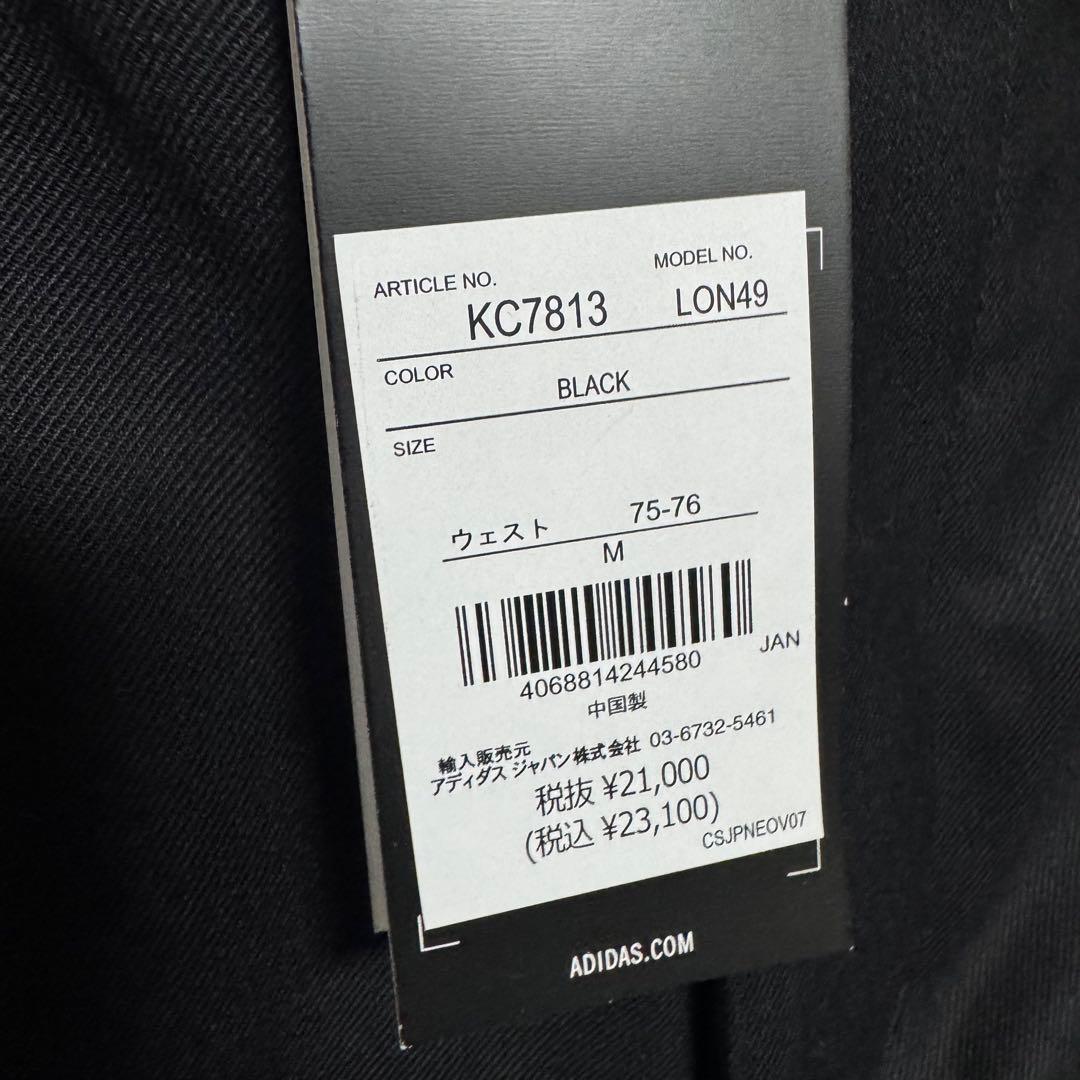 ARTICLE NO. MODEL NO.
KC7813 LON49
COLOR
BLACK
SIZE
ウェスト 75-76
M
4068814244580 JAN
中国製
輸入販売元
アディダス ジャパン株式会社 03-6732-5461
税抜 ¥21,000
(税込 ¥23,100)
CSJPNEOV07
ADIDAS.COM